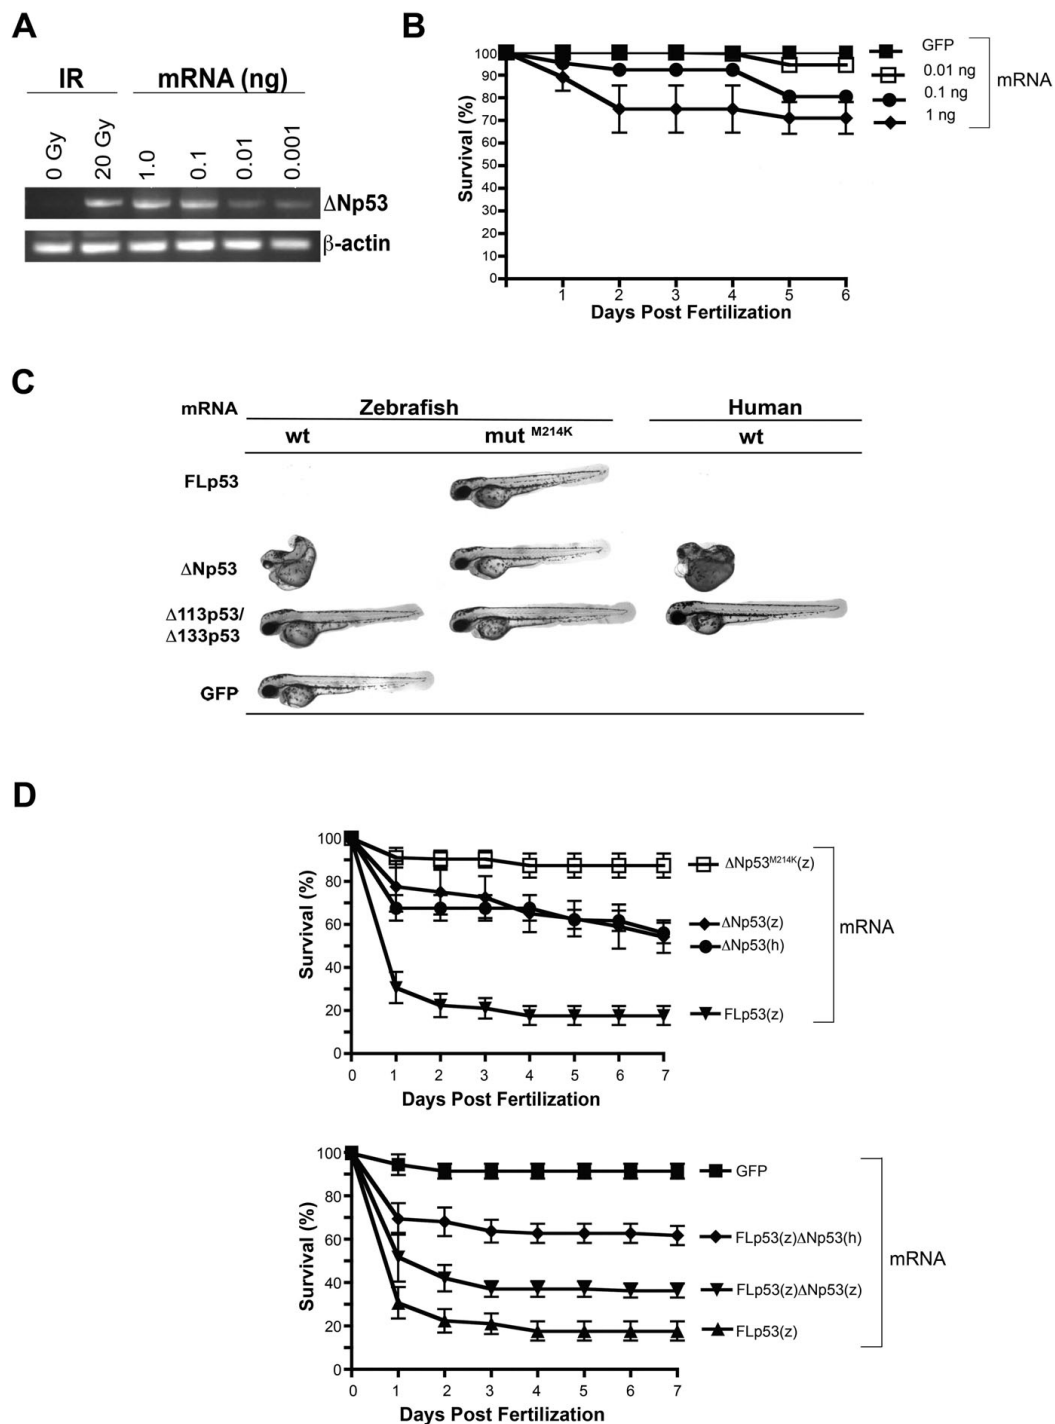 A
IR mRNA (ng)
0 Gy 20 Gy 1.0 0.1 0.01 0.001
ΔNp53
β-actin
B
Survival (%)
100
90
80
70
60
50
40
30
20
10
0
1 2 3 4 5 6
Days Post Fertilization
GFP
0.01 ng
0.1 ng
1 ng
mRNA
C
mRNA Zebrafish Human
wt mut M214K wt
FLp53
ΔNp53
Δ113p53/
Δ133p53
GFP
D
Survival (%)
100
80
60
40
20
0
0 1 2 3 4 5 6 7
Days Post Fertilization
ΔNp53M214K(z)
ΔNp53(z)
ΔNp53(h)
FLp53(z)
mRNA
Survival (%)
100
80
60
40
20
0
0 1 2 3 4 5 6 7
Days Post Fertilization
GFP
FLp53(z)ΔNp53(h)
FLp53(z)ΔNp53(z)
FLp53(z)
mRNA